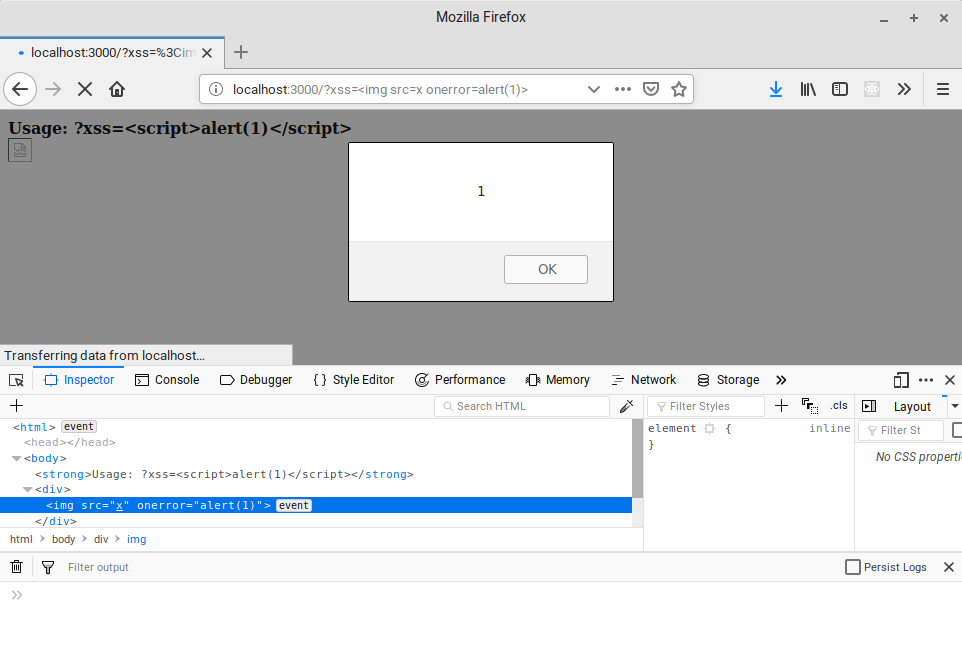 Mozilla Firefox
localhost:3000/?xss=%3Cim
localhost:3000/?xss=<img src=x onerror=alert(1)>
Usage: ?xss=<script>alert(1)</script>
1
OK
Transferring data from localhost...
Inspector Console Debugger Style Editor Performance Memory Network Storage
Search HTML
Filter Styles
.cls
Layout
<html> event
<head></head>
<body>
<strong>Usage: ?xss=<script>alert(1)</script></strong>
<div>
<img src="x" onerror="alert(1)"> event
</div>
element { inline
}
Filter St
No CSS properti
html > body > div > img
Filter output
Persist Logs